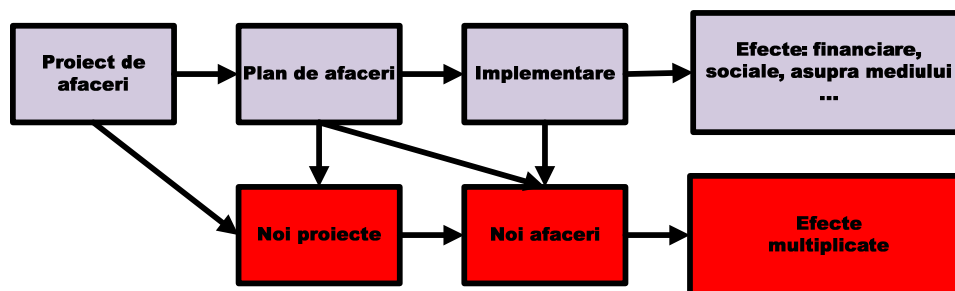 Proiect de
afaceri
Plan de afaceri
Implementare
Efecte: financiare,
sociale, asupra mediului
...
Noi proiecte
Noi afaceri
Efecte
multiplicate